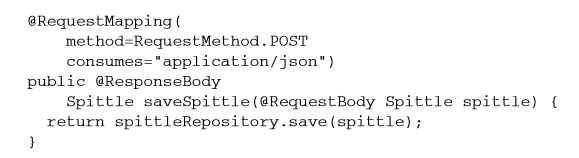 @RequestMapping(
    method=RequestMethod.POST
    consumes="application/json")
public @ResponseBody
    Spittle saveSpittle(@RequestBody Spittle spittle) {
  return spittleRepository.save(spittle);
}